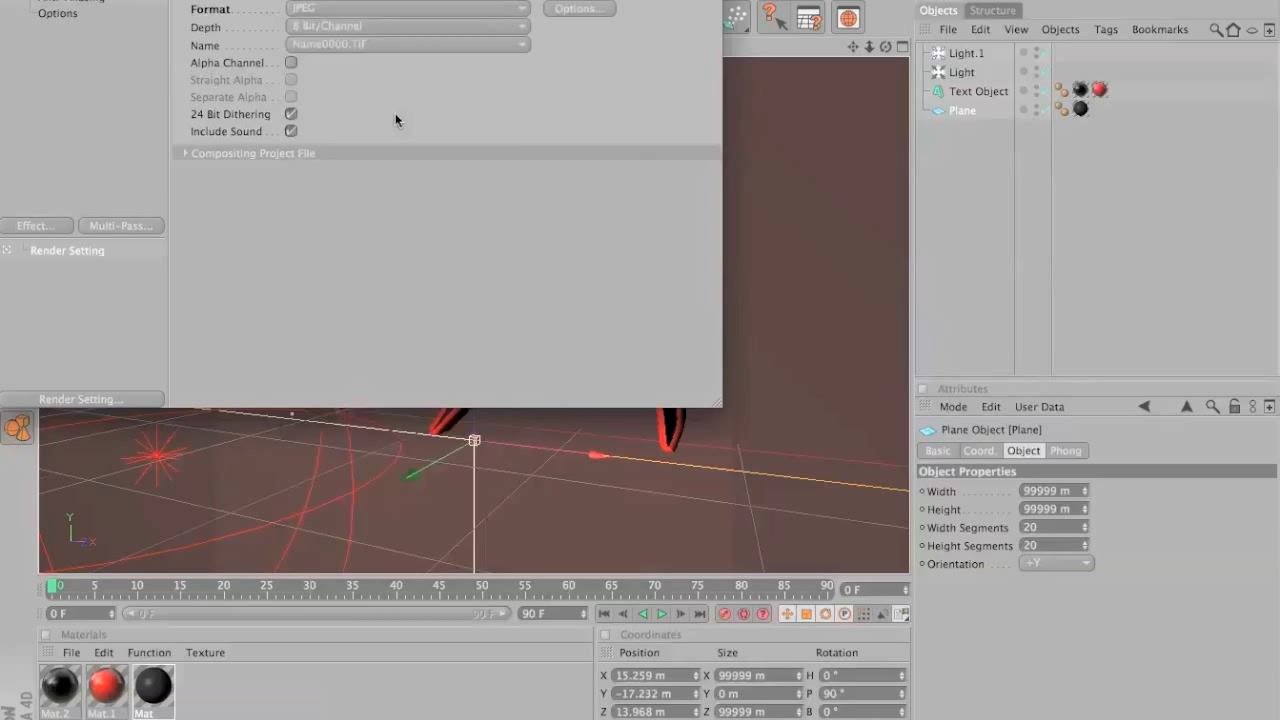 Options
Effect...
Multi-Pass...
Render Setting
Render Setting...
Format
JPEG
Options...
Depth
8 Bit/Channel
Name
Name0000.TIF
Alpha Channel
Straight Alpha
Separate Alpha
24 Bit Dithering
Include Sound
Compositing Project File
Objects
Structure
File
Edit
View
Objects
Tags
Bookmarks
Light.1
Light
Text Object
Plane
Attributes
Mode
Edit
User Data
Plane Object [Plane]
Basic
Coord.
Object
Phong
Object Properties
Width
99999 m
Height
99999 m
Width Segments
20
Height Segments
20
Orientation
+Y
Y
X
0 5 10 15 20 25 30 35 40 45 50 55 60 65 70 75 80 85 90
0 F
0 F
0 F
90 F
90 F
Materials
File
Edit
Function
Texture
Mat.2
Mat.1
Mat
Coordinates
Position
Size
Rotation
X 15.259 m
X 99999 m
H 0 °
Y -17.232 m
Y 0 m
P 90 °
Z 13.968 m
Z 99999 m
B 0 °